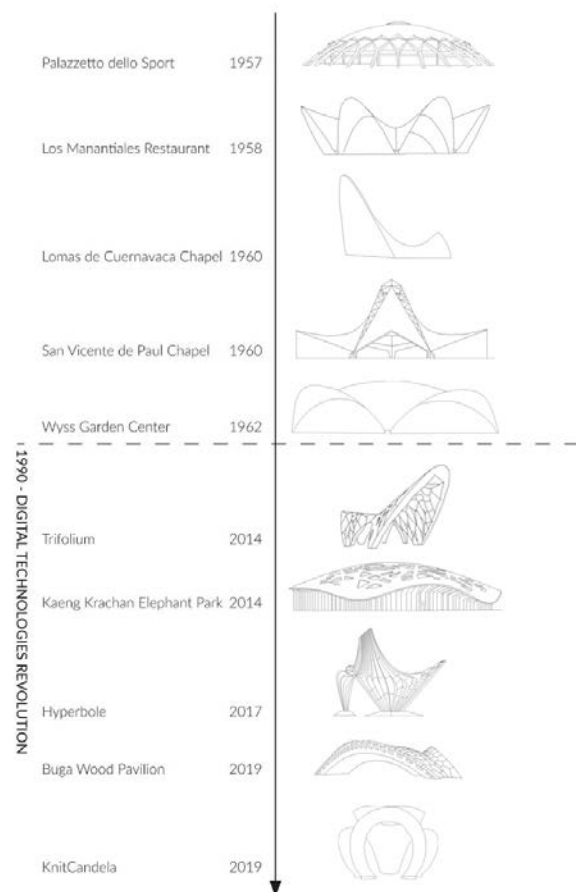 Palazzetto dello Sport 1957
Los Manantiales Restaurant 1958
Lomas de Cuernavaca Chapel 1960
San Vicente de Paul Chapel 1960
Wyss Garden Center 1962
1990 - DIGITAL TECHNOLOGIES REVOLUTION
Trifolium 2014
Kaeng Krachan Elephant Park 2014
Hyperbole 2017
Buga Wood Pavilion 2019
KnitCandela 2019